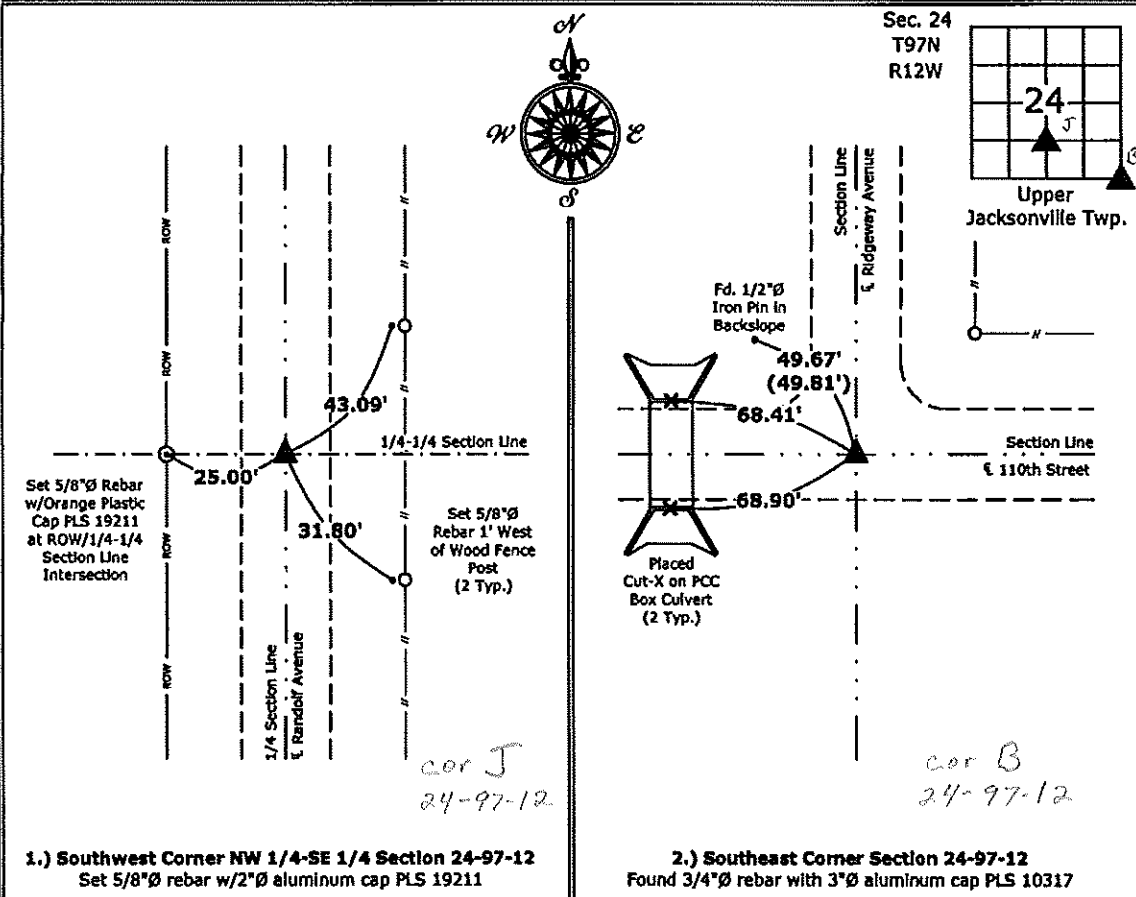 N
W
E
S
Sec. 24
T97N
R12W
24
J
B
Upper
Jacksonville Twp.
ROW
ROW
ROW
ROW
43.09'
1/4-1/4 Section Line
25.00'
31.80'
Set 5/8"Ø Rebar
w/Orange Plastic
Cap PLS 19211
at ROW/1/4-1/4
Section Line
Intersection
Set 5/8"Ø
Rebar 1' West
of Wood Fence
Post
(2 Typ.)
1/4 Section Line
℄ Randolf Avenue
cor J
24-97-12
1.) Southwest Corner NW 1/4-SE 1/4 Section 24-97-12
Set 5/8"Ø rebar w/2"Ø aluminum cap PLS 19211
Section Line
℄ Ridgeway Avenue
Fd. 1/2"Ø
Iron Pin in
Backslope
49.67'
(49.81')
68.41'
Section Line
℄ 110th Street
68.90'
Placed
Cut-X on PCC
Box Culvert
(2 Typ.)
cor B
24-97-12
2.) Southeast Corner Section 24-97-12
Found 3/4"Ø rebar with 3"Ø aluminum cap PLS 10317